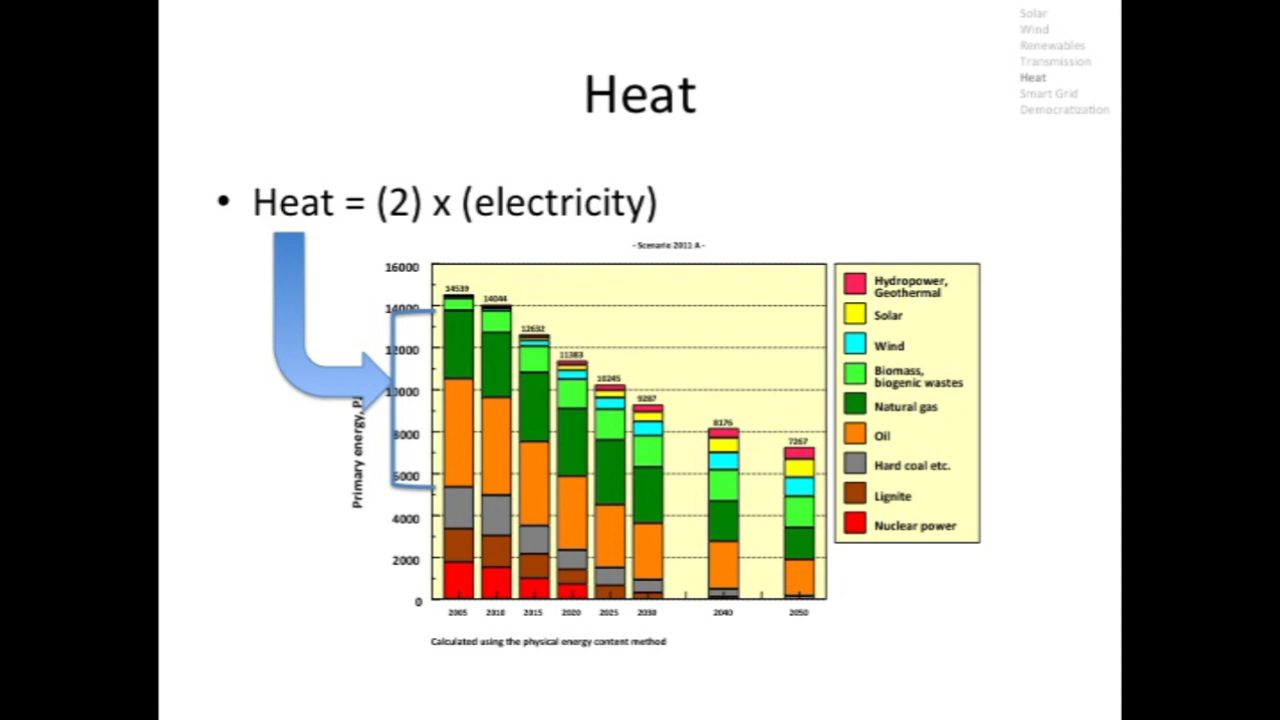 Solar
Wind
Renewables
Transmission
Heat
Smart Grid
Democratization
Heat
• Heat = (2) x (electricity)
- Scenario 2011 A -
16000
14000
12000
10000
8000
6000
4000
2000
0
Primary energy, PJ
14539
14044
12632
11383
10245
9287
8176
7267
2005
2010
2015
2020
2025
2030
2040
2050
Hydropower,
Geothermal
Solar
Wind
Biomass,
biogenic wastes
Natural gas
Oil
Hard coal etc.
Lignite
Nuclear power
Calculated using the physical energy content method